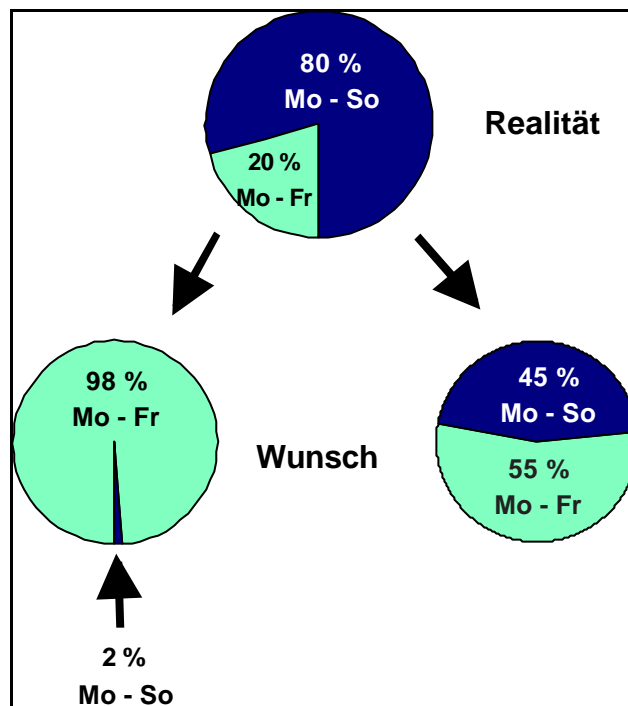 80 %
Mo - So
Realität
20 %
Mo - Fr
98 %
Mo - Fr
Wunsch
45 %
Mo - So
55 %
Mo - Fr
2 %
Mo - So